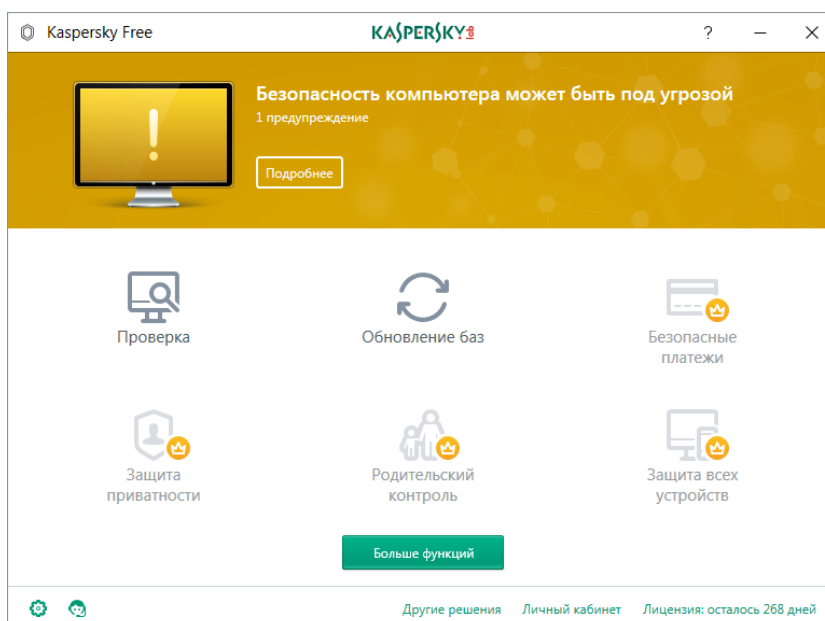 Kaspersky Free
KASPERSKY lab
?
Безопасность компьютера может быть под угрозой
1 предупреждение
Подробнее
Проверка
Обновление баз
Безопасные
платежи
Защита
приватности
Родительский
контроль
Защита всех
устройств
Больше функций
Другие решения
Личный кабинет
Лицензия: осталось 268 дней